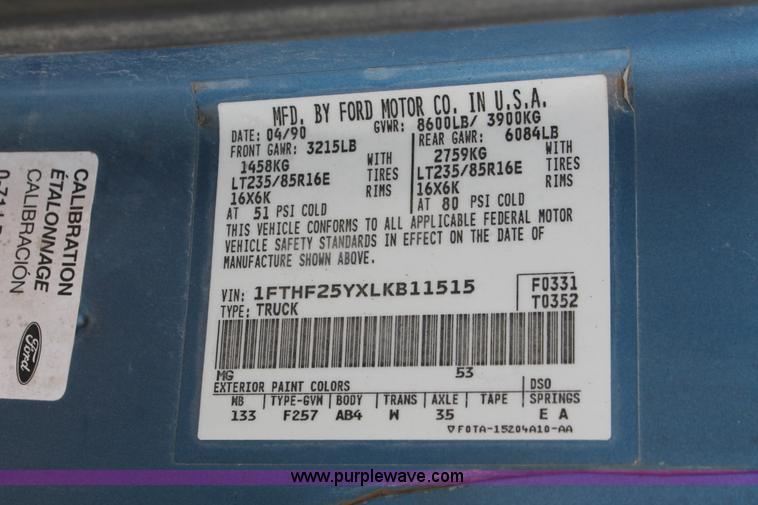 MFD. BY FORD MOTOR CO. IN U.S.A.
DATE: 04/90 GVWR: 8600LB/ 3900KG
FRONT GAWR: 3215LB REAR GAWR: 6084LB
1458KG WITH 2759KG WITH
LT235/85R16E TIRES LT235/85R16E TIRES
16X6K RIMS 16X6K RIMS
AT 51 PSI COLD AT 80 PSI COLD
THIS VEHICLE CONFORMS TO ALL APPLICABLE FEDERAL MOTOR
VEHICLE SAFETY STANDARDS IN EFFECT ON THE DATE OF
MANUFACTURE SHOWN ABOVE.
VIN: 1FTHF25YXLKB11515 F0331
TYPE: TRUCK T0352
MG 53
EXTERIOR PAINT COLORS DSO
WB TYPE-GVM BODY TRANS AXLE TAPE SPRINGS
133 F257 AB4 W 35 E A
F0TA-15204A10-AA
CALIBRATION
ÉTALONNAGE
CALIBRACIÓN
Ford
www.purplewave.com